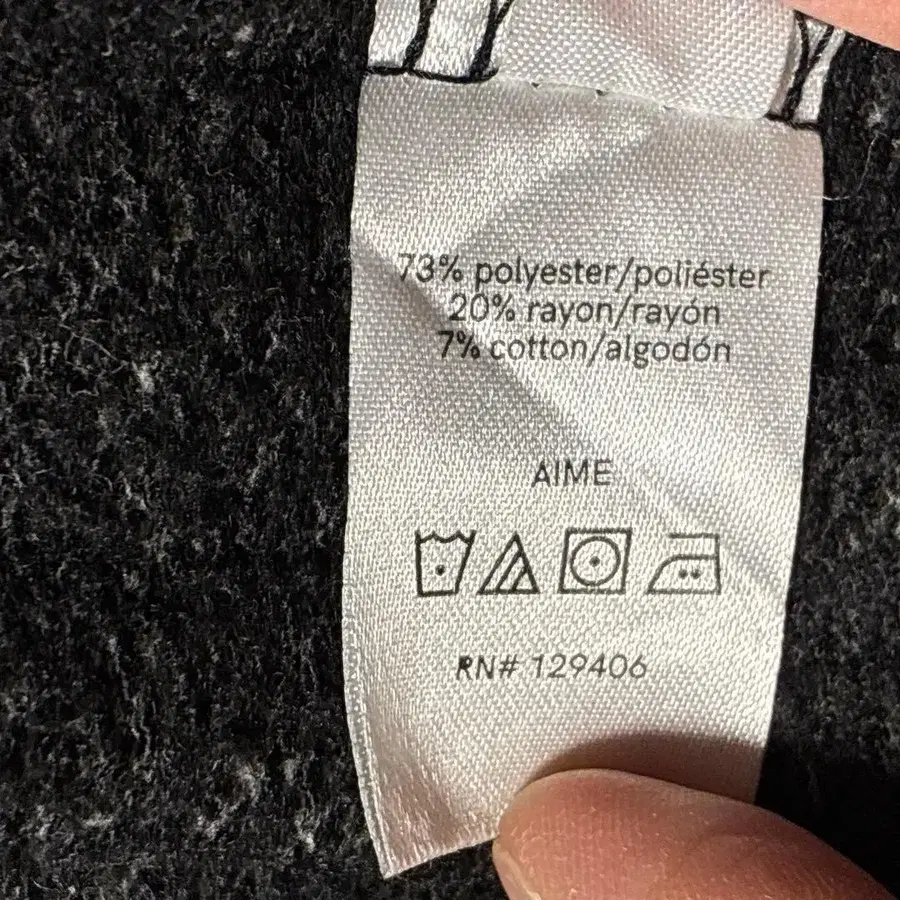 73% polyester/poliéster
20% rayon/rayón
7% cotton/algodón
AIME
RN# 129406